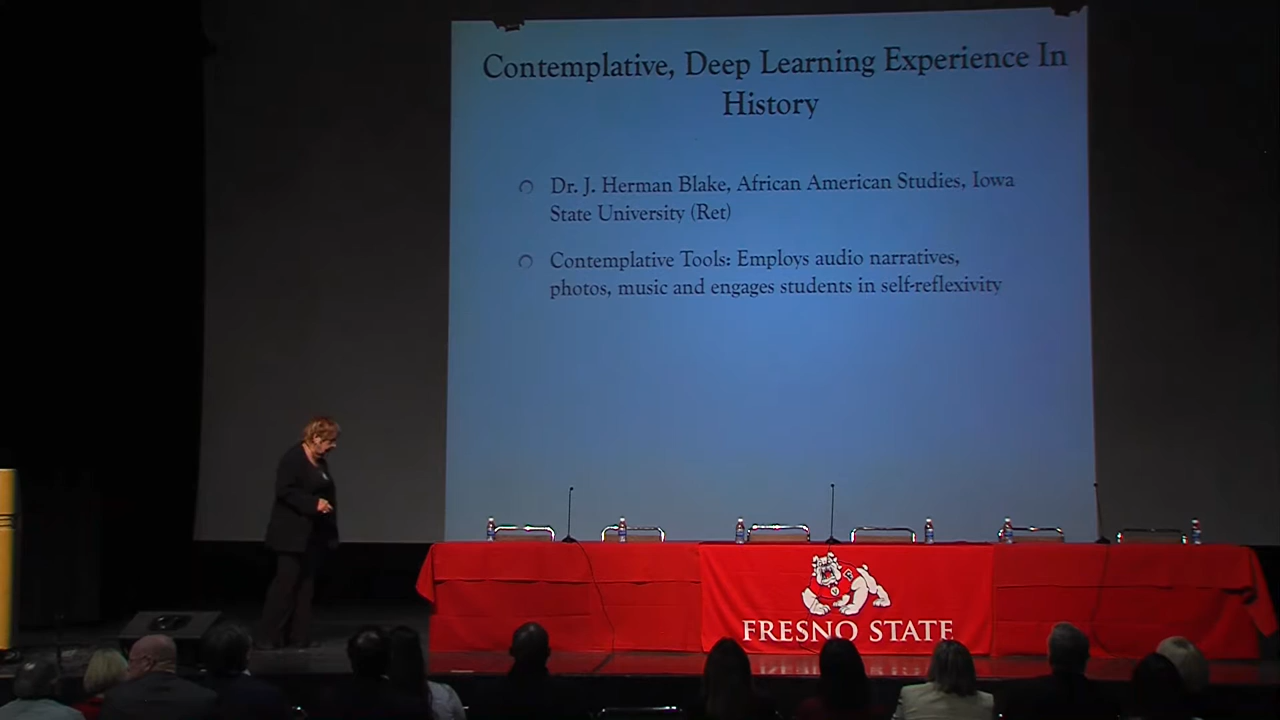 Contemplative, Deep Learning Experience In
History
Dr. J. Herman Blake, African American Studies, Iowa
State University (Ret)
Contemplative Tools: Employs audio narratives,
photos, music and engages students in self-reflexivity
FRESNO STATE